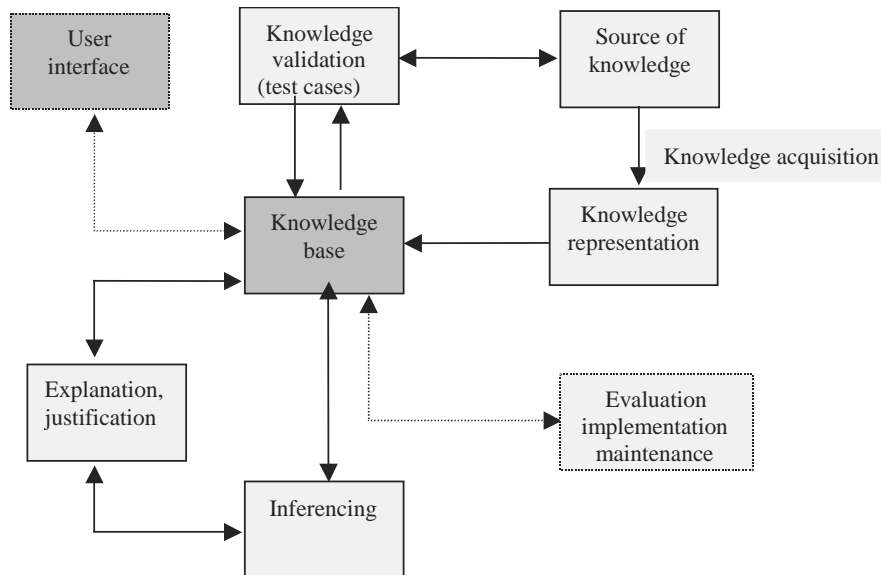 User
interface
Knowledge
validation
(test cases)
Source of
knowledge
Knowledge acquisition
Knowledge
base
Knowledge
representation
Explanation,
justification
Evaluation
implementation
maintenance
Inferencing